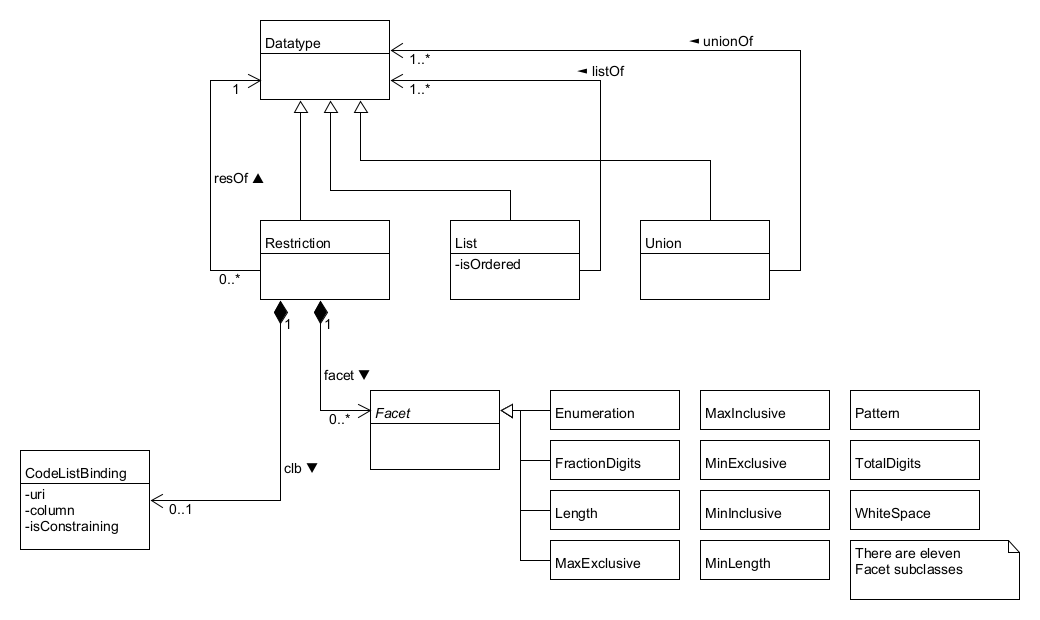 Datatype
◄ unionOf
1..*
◄ listOf
1
1..*
resOf ▲
Restriction
List
-isOrdered
Union
0..*
1
1
facet ▼
Facet
0..*
Enumeration
MaxInclusive
Pattern
FractionDigits
MinExclusive
TotalDigits
Length
MinInclusive
WhiteSpace
MaxExclusive
MinLength
There are eleven
Facet subclasses
clb ▼
CodeListBinding
-uri
-column
-isConstraining
0..1